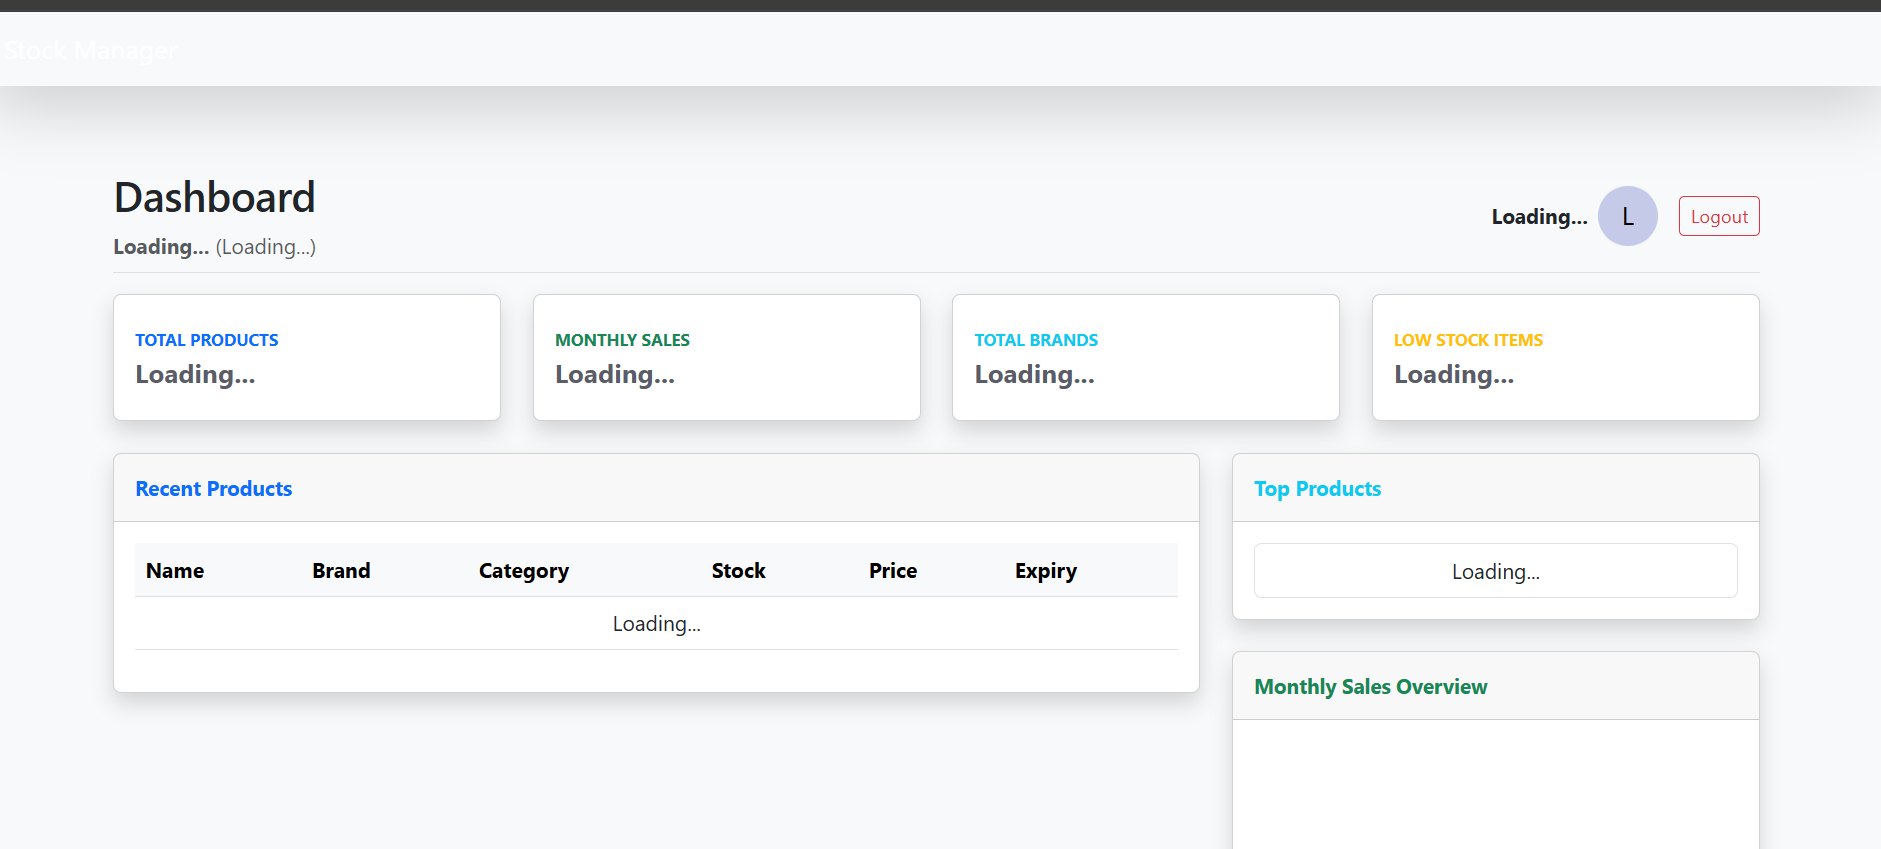 Stock Manager
Dashboard
Loading... (Loading...)
Loading... L Logout
TOTAL PRODUCTS
Loading...
MONTHLY SALES
Loading...
TOTAL BRANDS
Loading...
LOW STOCK ITEMS
Loading...
Recent Products
Name Brand Category Stock Price Expiry
Loading...
Top Products
Loading...
Monthly Sales Overview